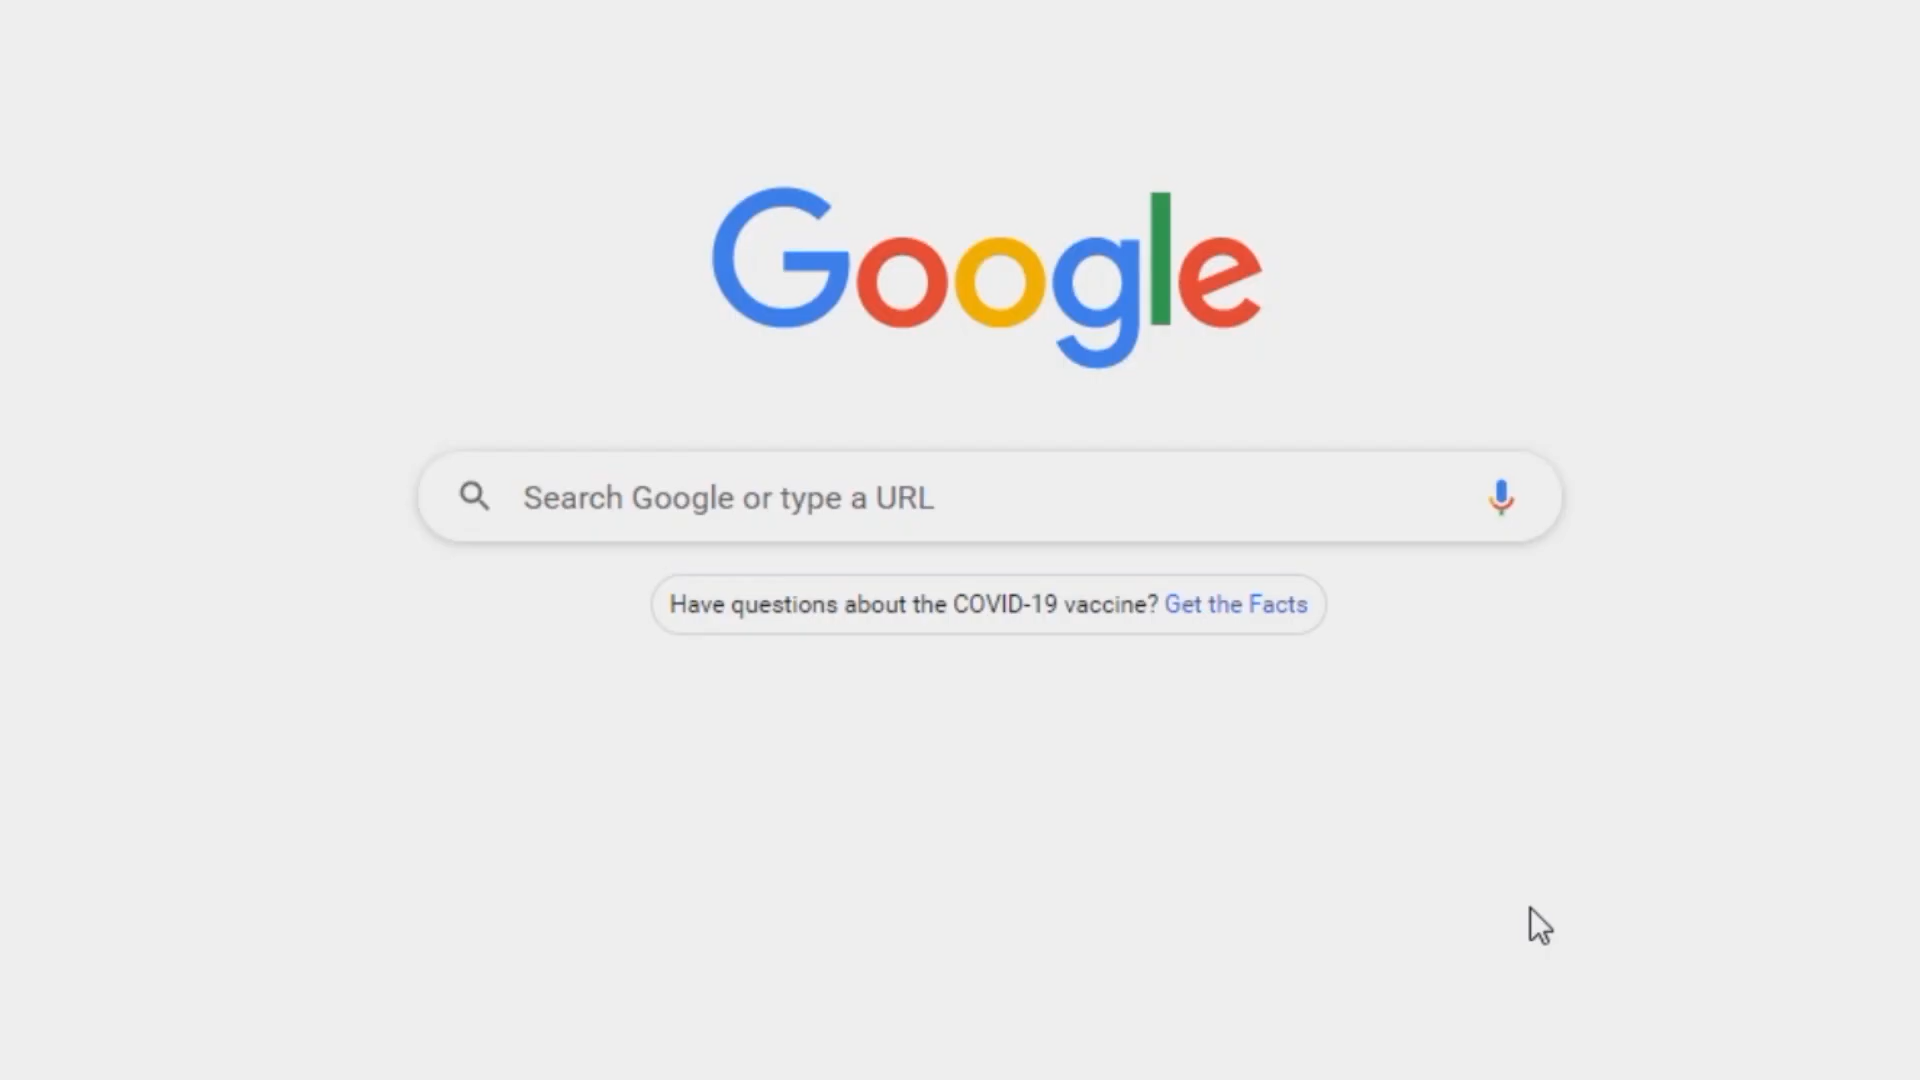 Google
Search Google or type a URL
Have questions about the COVID-19 vaccine? Get the Facts